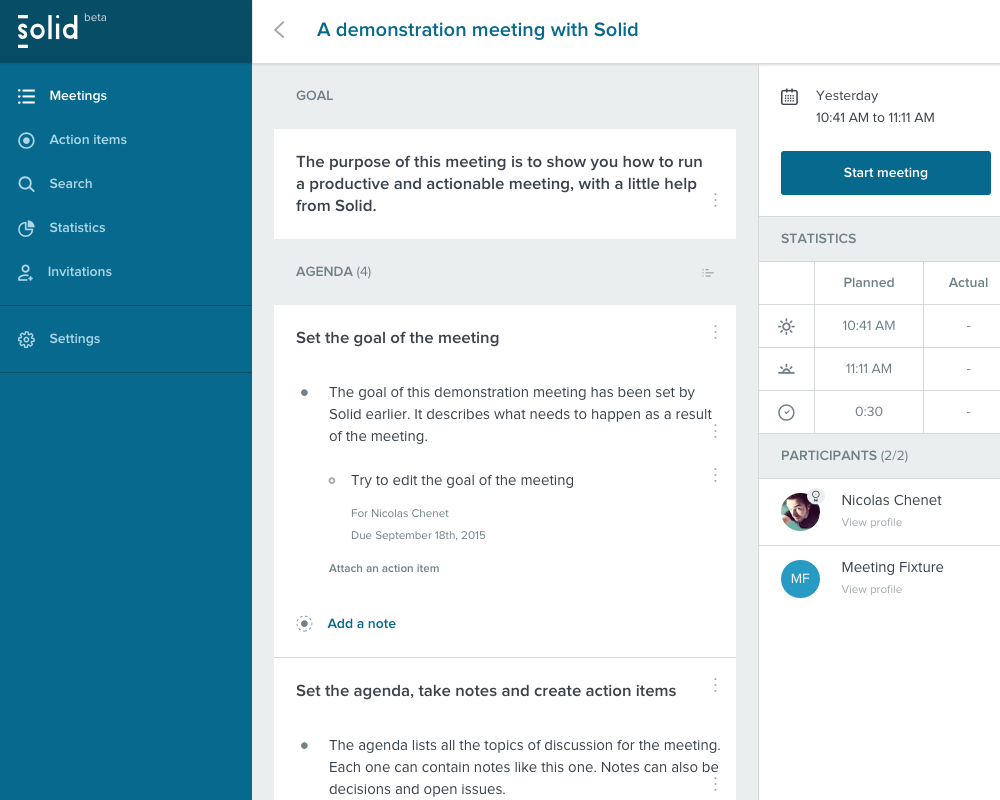 solid beta
Meetings
Action items
Search
Statistics
Invitations
Settings
A demonstration meeting with Solid
GOAL
The purpose of this meeting is to show you how to run
a productive and actionable meeting, with a little help
from Solid.
AGENDA (4)
Set the goal of the meeting
The goal of this demonstration meeting has been set by
Solid earlier. It describes what needs to happen as a result
of the meeting.
Try to edit the goal of the meeting
For Nicolas Chenet
Due September 18th, 2015
Attach an action item
Add a note
Set the agenda, take notes and create action items
The agenda lists all the topics of discussion for the meeting.
Each one can contain notes like this one. Notes can also be
decisions and open issues.
Yesterday
10:41 AM to 11:11 AM
Start meeting
STATISTICS
Planned Actual
10:41 AM -
11:11 AM -
0:30 -
PARTICIPANTS (2/2)
Nicolas Chenet
View profile
MF Meeting Fixture
View profile